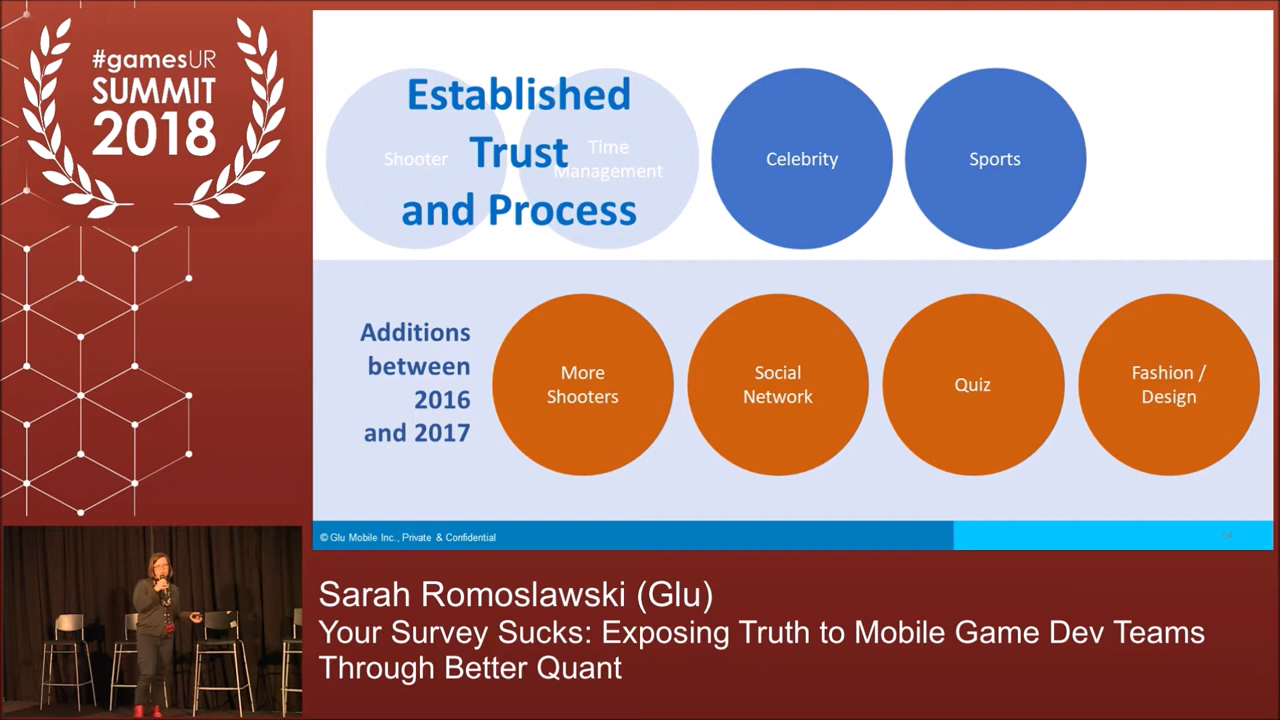 #gamesUR
SUMMIT
2018
Established
Trust
and Process
Shooter
Time
Management
Celebrity
Sports
Additions
between
2016
and 2017
More
Shooters
Social
Network
Quiz
Fashion /
Design
© Glu Mobile Inc., Private & Confidential
Sarah Romoslawski (Glu)
Your Survey Sucks: Exposing Truth to Mobile Game Dev Teams
Through Better Quant